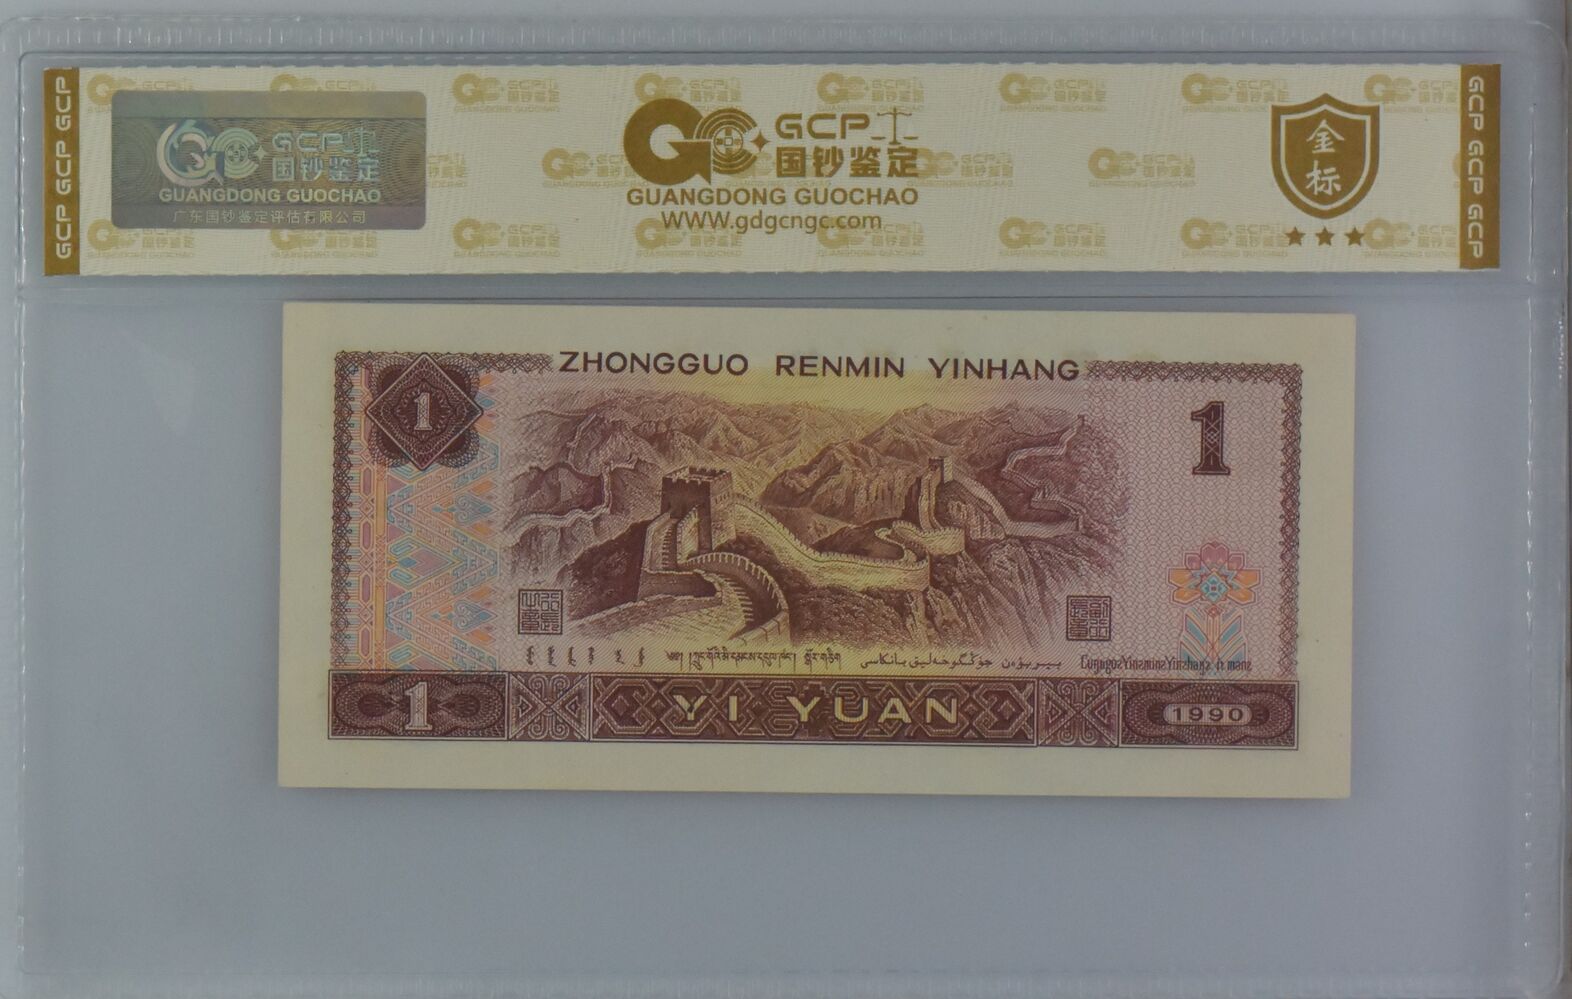 GCP GCP GCP
GCP 国钞鉴定
GUANGDONG GUOCHAO
广东国钞鉴定评估有限公司
GCP 国钞鉴定
GUANGDONG GUOCHAO
WWW.gdgcngc.com
金标
GCP GCP GCP
ZHONGGUO RENMIN YINHANG
1
1
1
YI YUAN
1990